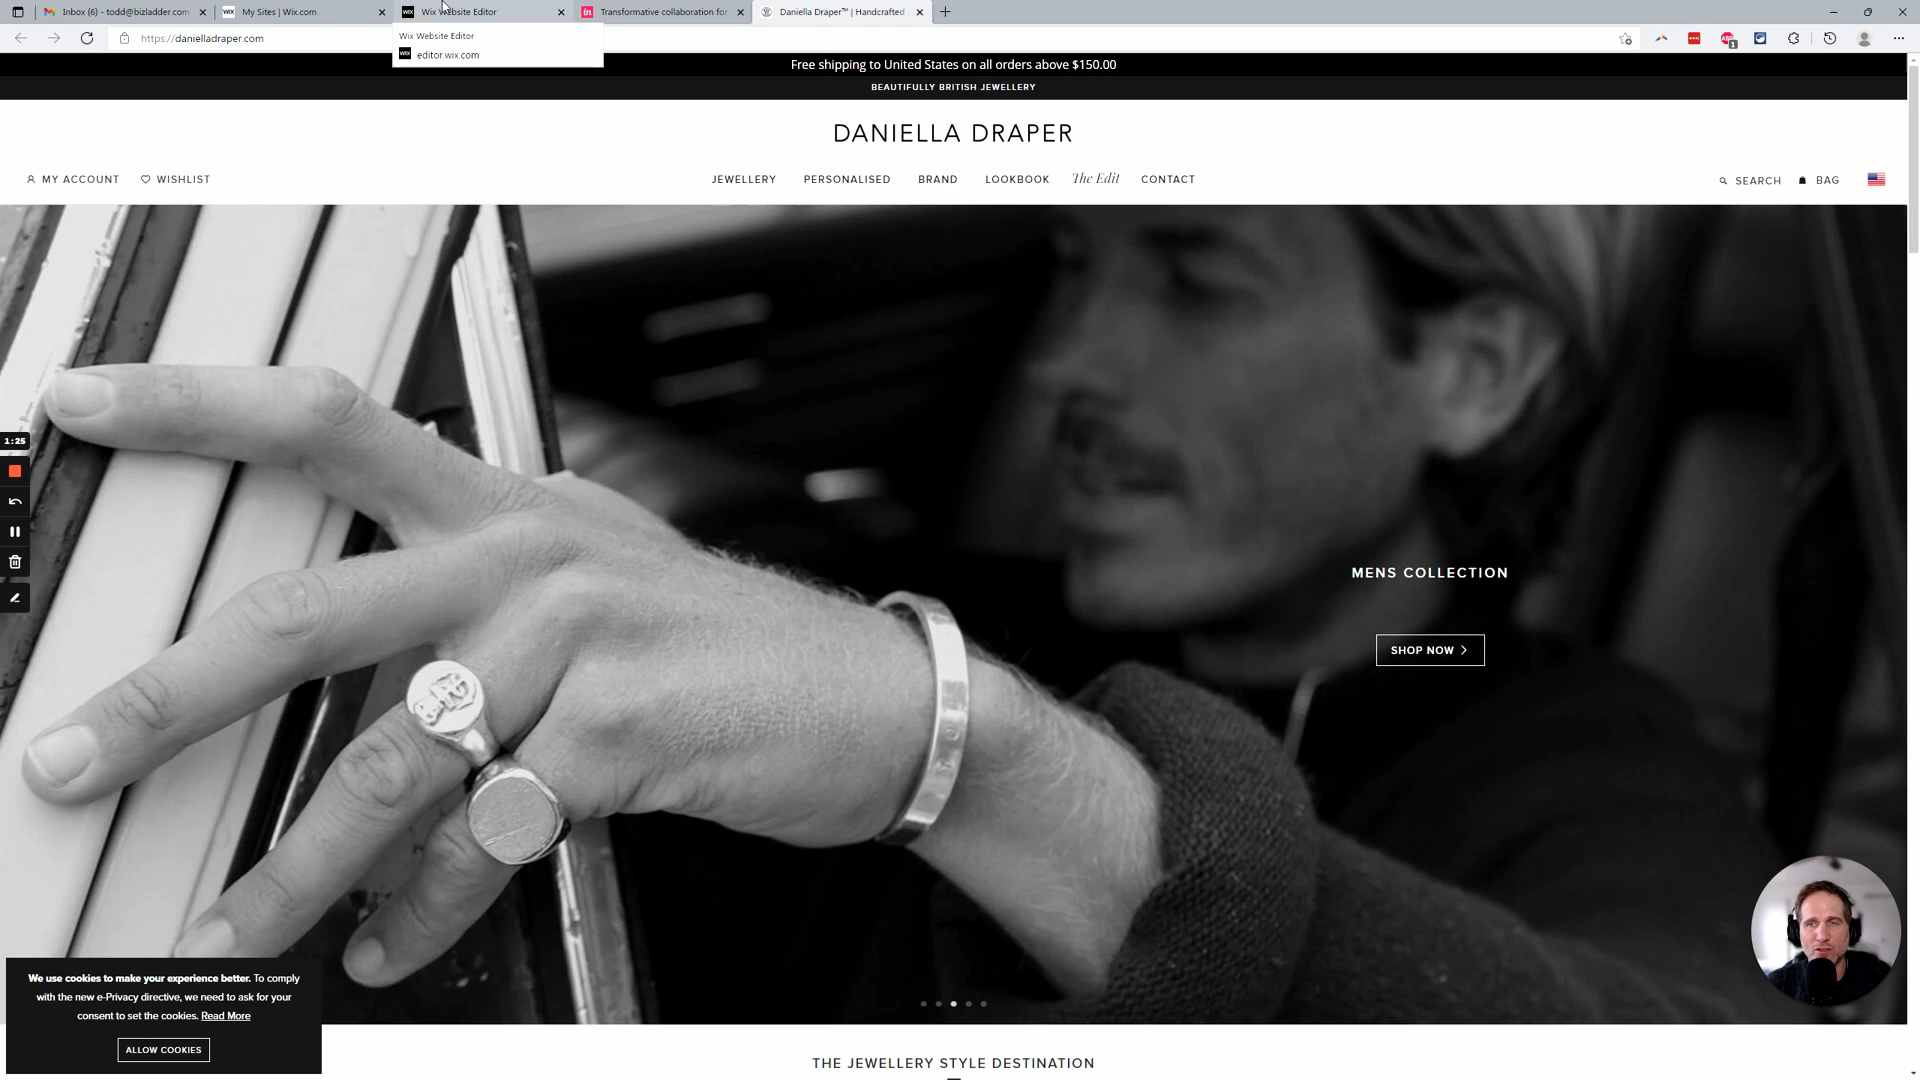 Inbox (6) - todd@bizladder.com
My Sites | Wix.com
Wix Website Editor
Transformative collaboration for
Daniella Draper™ | Handcrafted
https://danielladraper.com
Wix Website Editor
editor.wix.com
Free shipping to United States on all orders above $150.00
BEAUTIFULLY BRITISH JEWELLERY
DANIELLA DRAPER
MY ACCOUNT
WISHLIST
JEWELLERY
PERSONALISED
BRAND
LOOKBOOK
The Edit
CONTACT
SEARCH
BAG
1:25
MENS COLLECTION
SHOP NOW
We use cookies to make your experience better. To comply
with the new e-Privacy directive, we need to ask for your
consent to set the cookies. Read More
ALLOW COOKIES
THE JEWELLERY STYLE DESTINATION